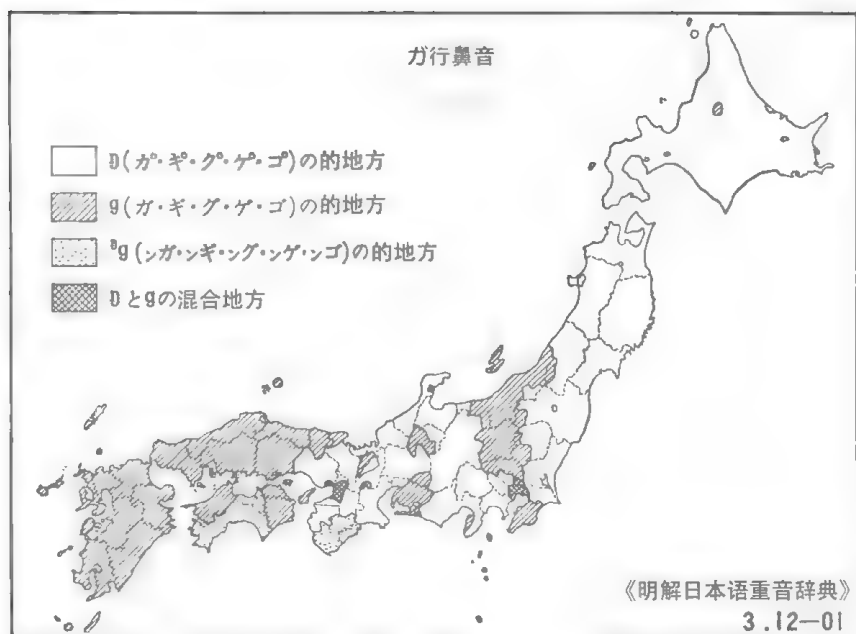 ガ行鼻音
ŋ(カ゚・キ゚・ク゚・ケ゚・コ゚)の的地方
g(ガ・ギ・グ・ゲ・ゴ)の的地方
ᵑg(ンガ・ンギ・ング・ンゲ・ンゴ)の的地方
ŋとgの混合地方
《明解日本语重音辞典》
3.12—01